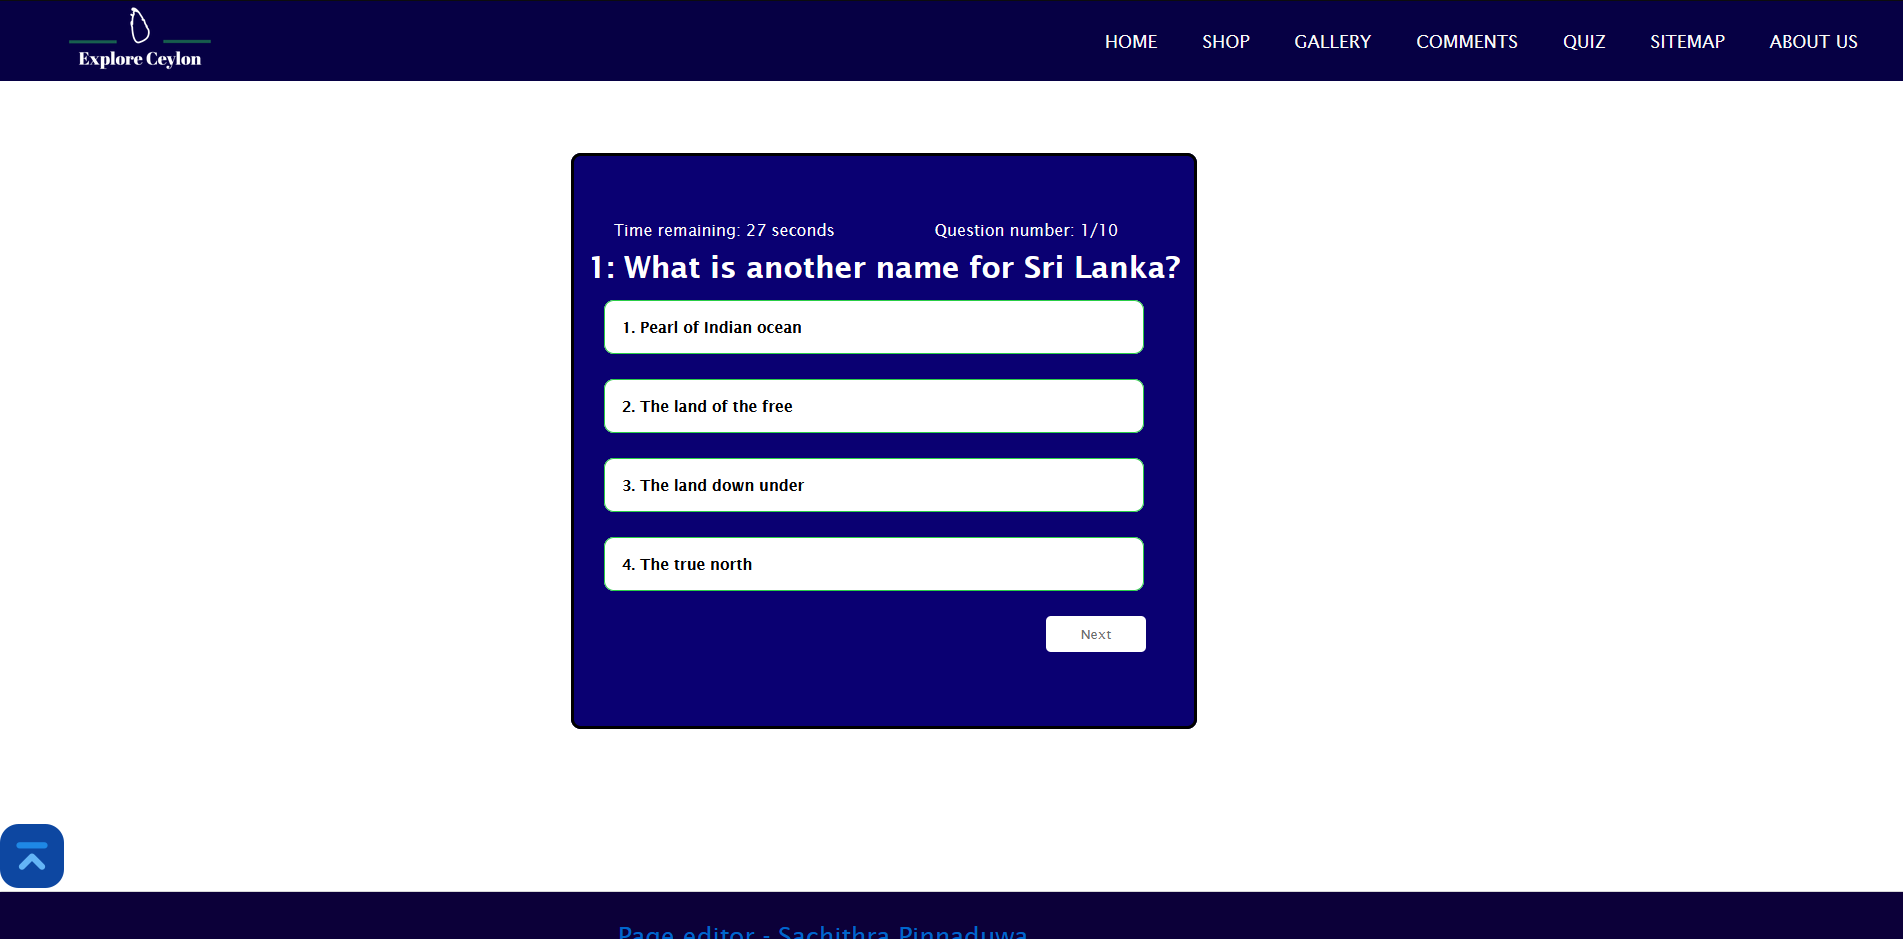 Explore Ceylon
HOME SHOP GALLERY COMMENTS QUIZ SITEMAP ABOUT US
Time remaining: 27 seconds Question number: 1/10
1: What is another name for Sri Lanka?
1. Pearl of Indian ocean
2. The land of the free
3. The land down under
4. The true north
Next
Page editor - Sachithra Pinnaduwa